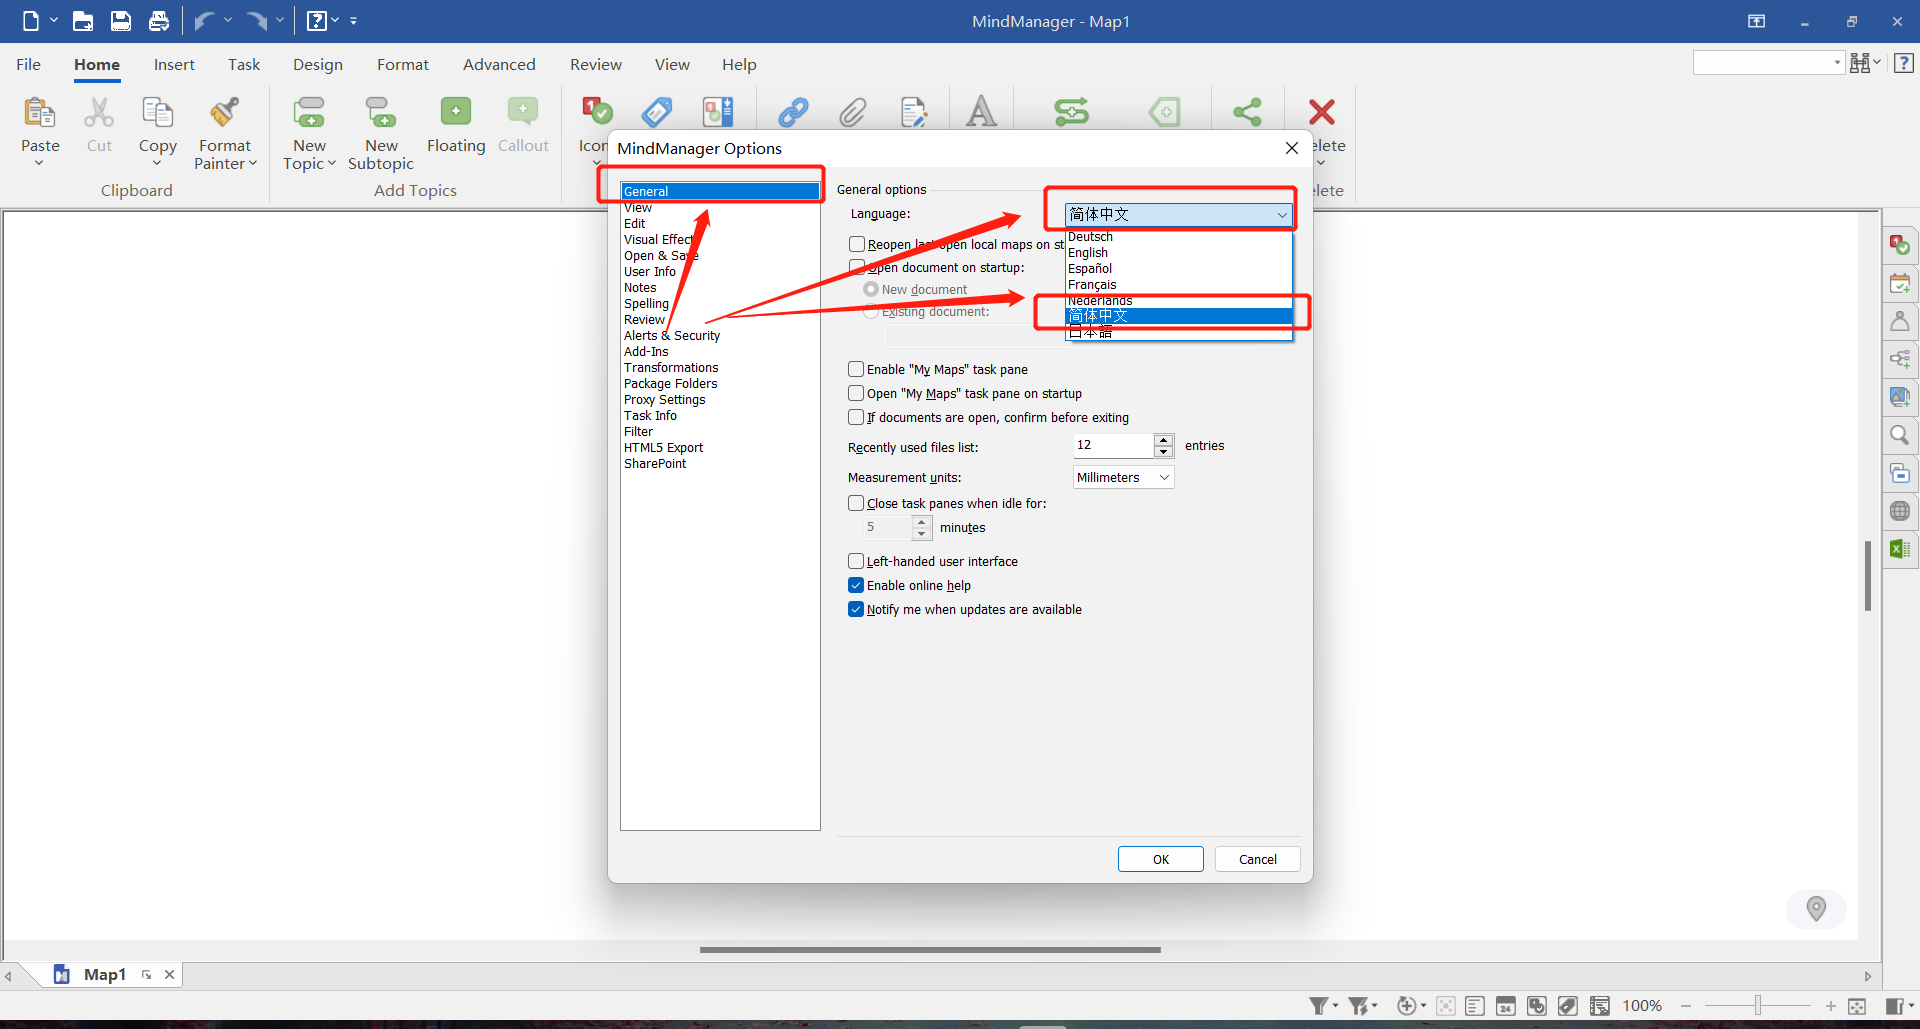 MindManager - Map1
File Home Insert Task Design Format Advanced Review View Help
Paste Cut Copy Format Painter
Clipboard
New Topic New Subtopic Floating Callout
Add Topics
Icon
elete
lete
MindManager Options
General
View
Edit
Visual Effect
Open & Save
User Info
Notes
Spelling
Review
Alerts & Security
Add-Ins
Transformations
Package Folders
Proxy Settings
Task Info
Filter
HTML5 Export
SharePoint
General options
Language:
简体中文
Deutsch
English
Español
Français
Nederlands
简体中文
日本語
Reopen last open local maps on st
Open document on startup:
New document
Existing document:
Enable "My Maps" task pane
Open "My Maps" task pane on startup
If documents are open, confirm before exiting
Recently used files list: 12 entries
Measurement units: Millimeters
Close task panes when idle for:
5 minutes
Left-handed user interface
Enable online help
Notify me when updates are available
OK Cancel
Map1
24
100%